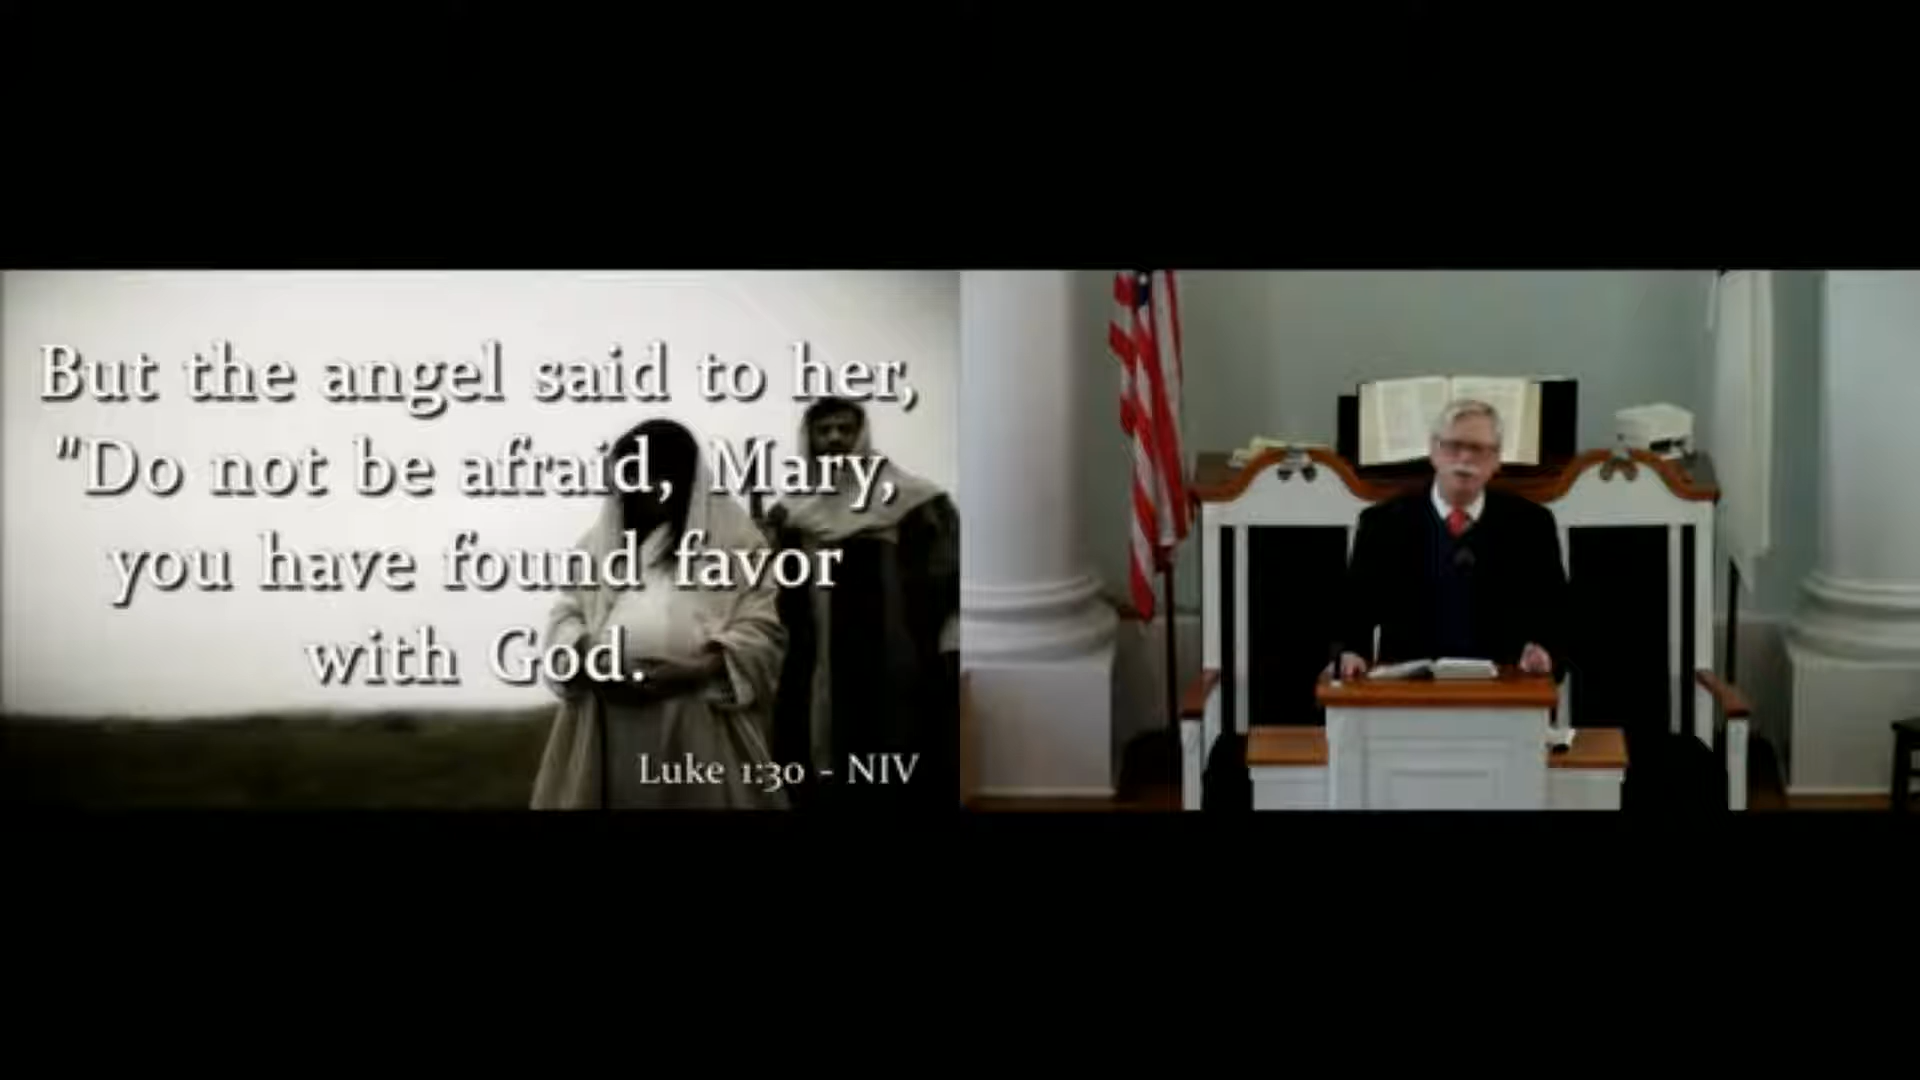 But the angel said to her,
"Do not be afraid, Mary,
you have found favor
with God.
Luke 1:30 - NIV